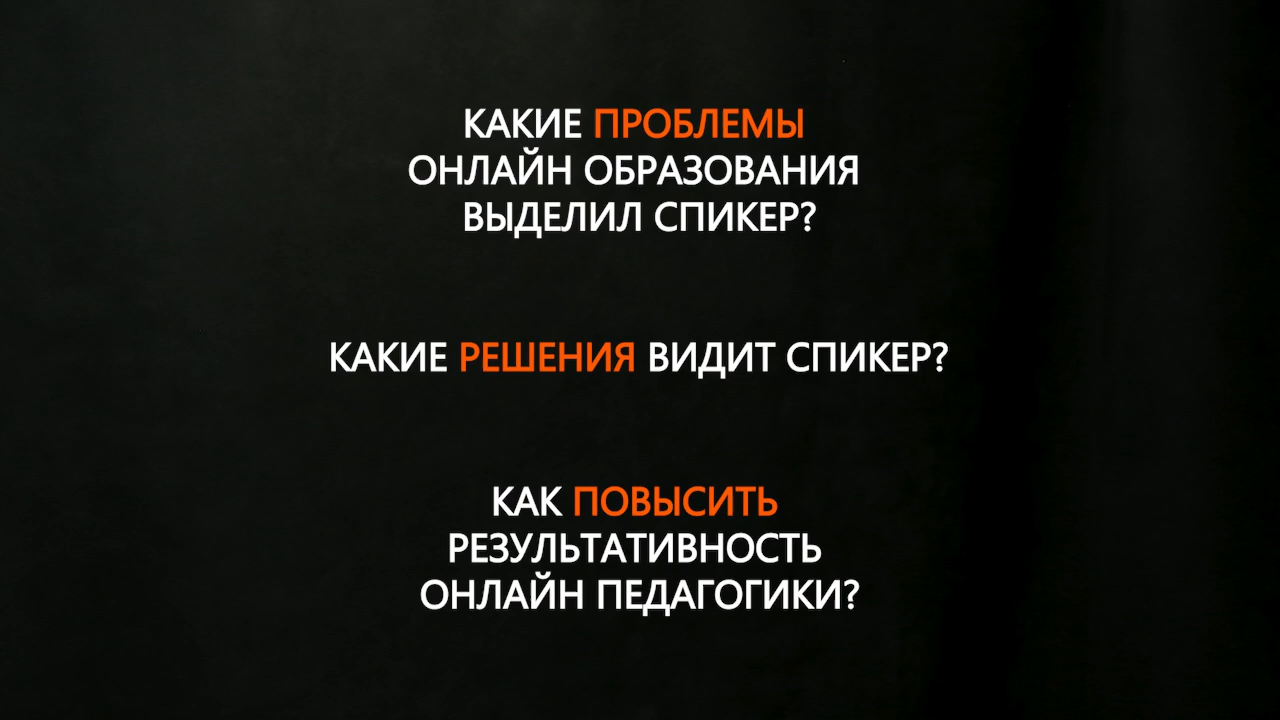 КАКИЕ ПРОБЛЕМЫ
ОНЛАЙН ОБРАЗОВАНИЯ
ВЫДЕЛИЛ СПИКЕР?
КАКИЕ РЕШЕНИЯ ВИДИТ СПИКЕР?
КАК ПОВЫСИТЬ
РЕЗУЛЬТАТИВНОСТЬ
ОНЛАЙН ПЕДАГОГИКИ?